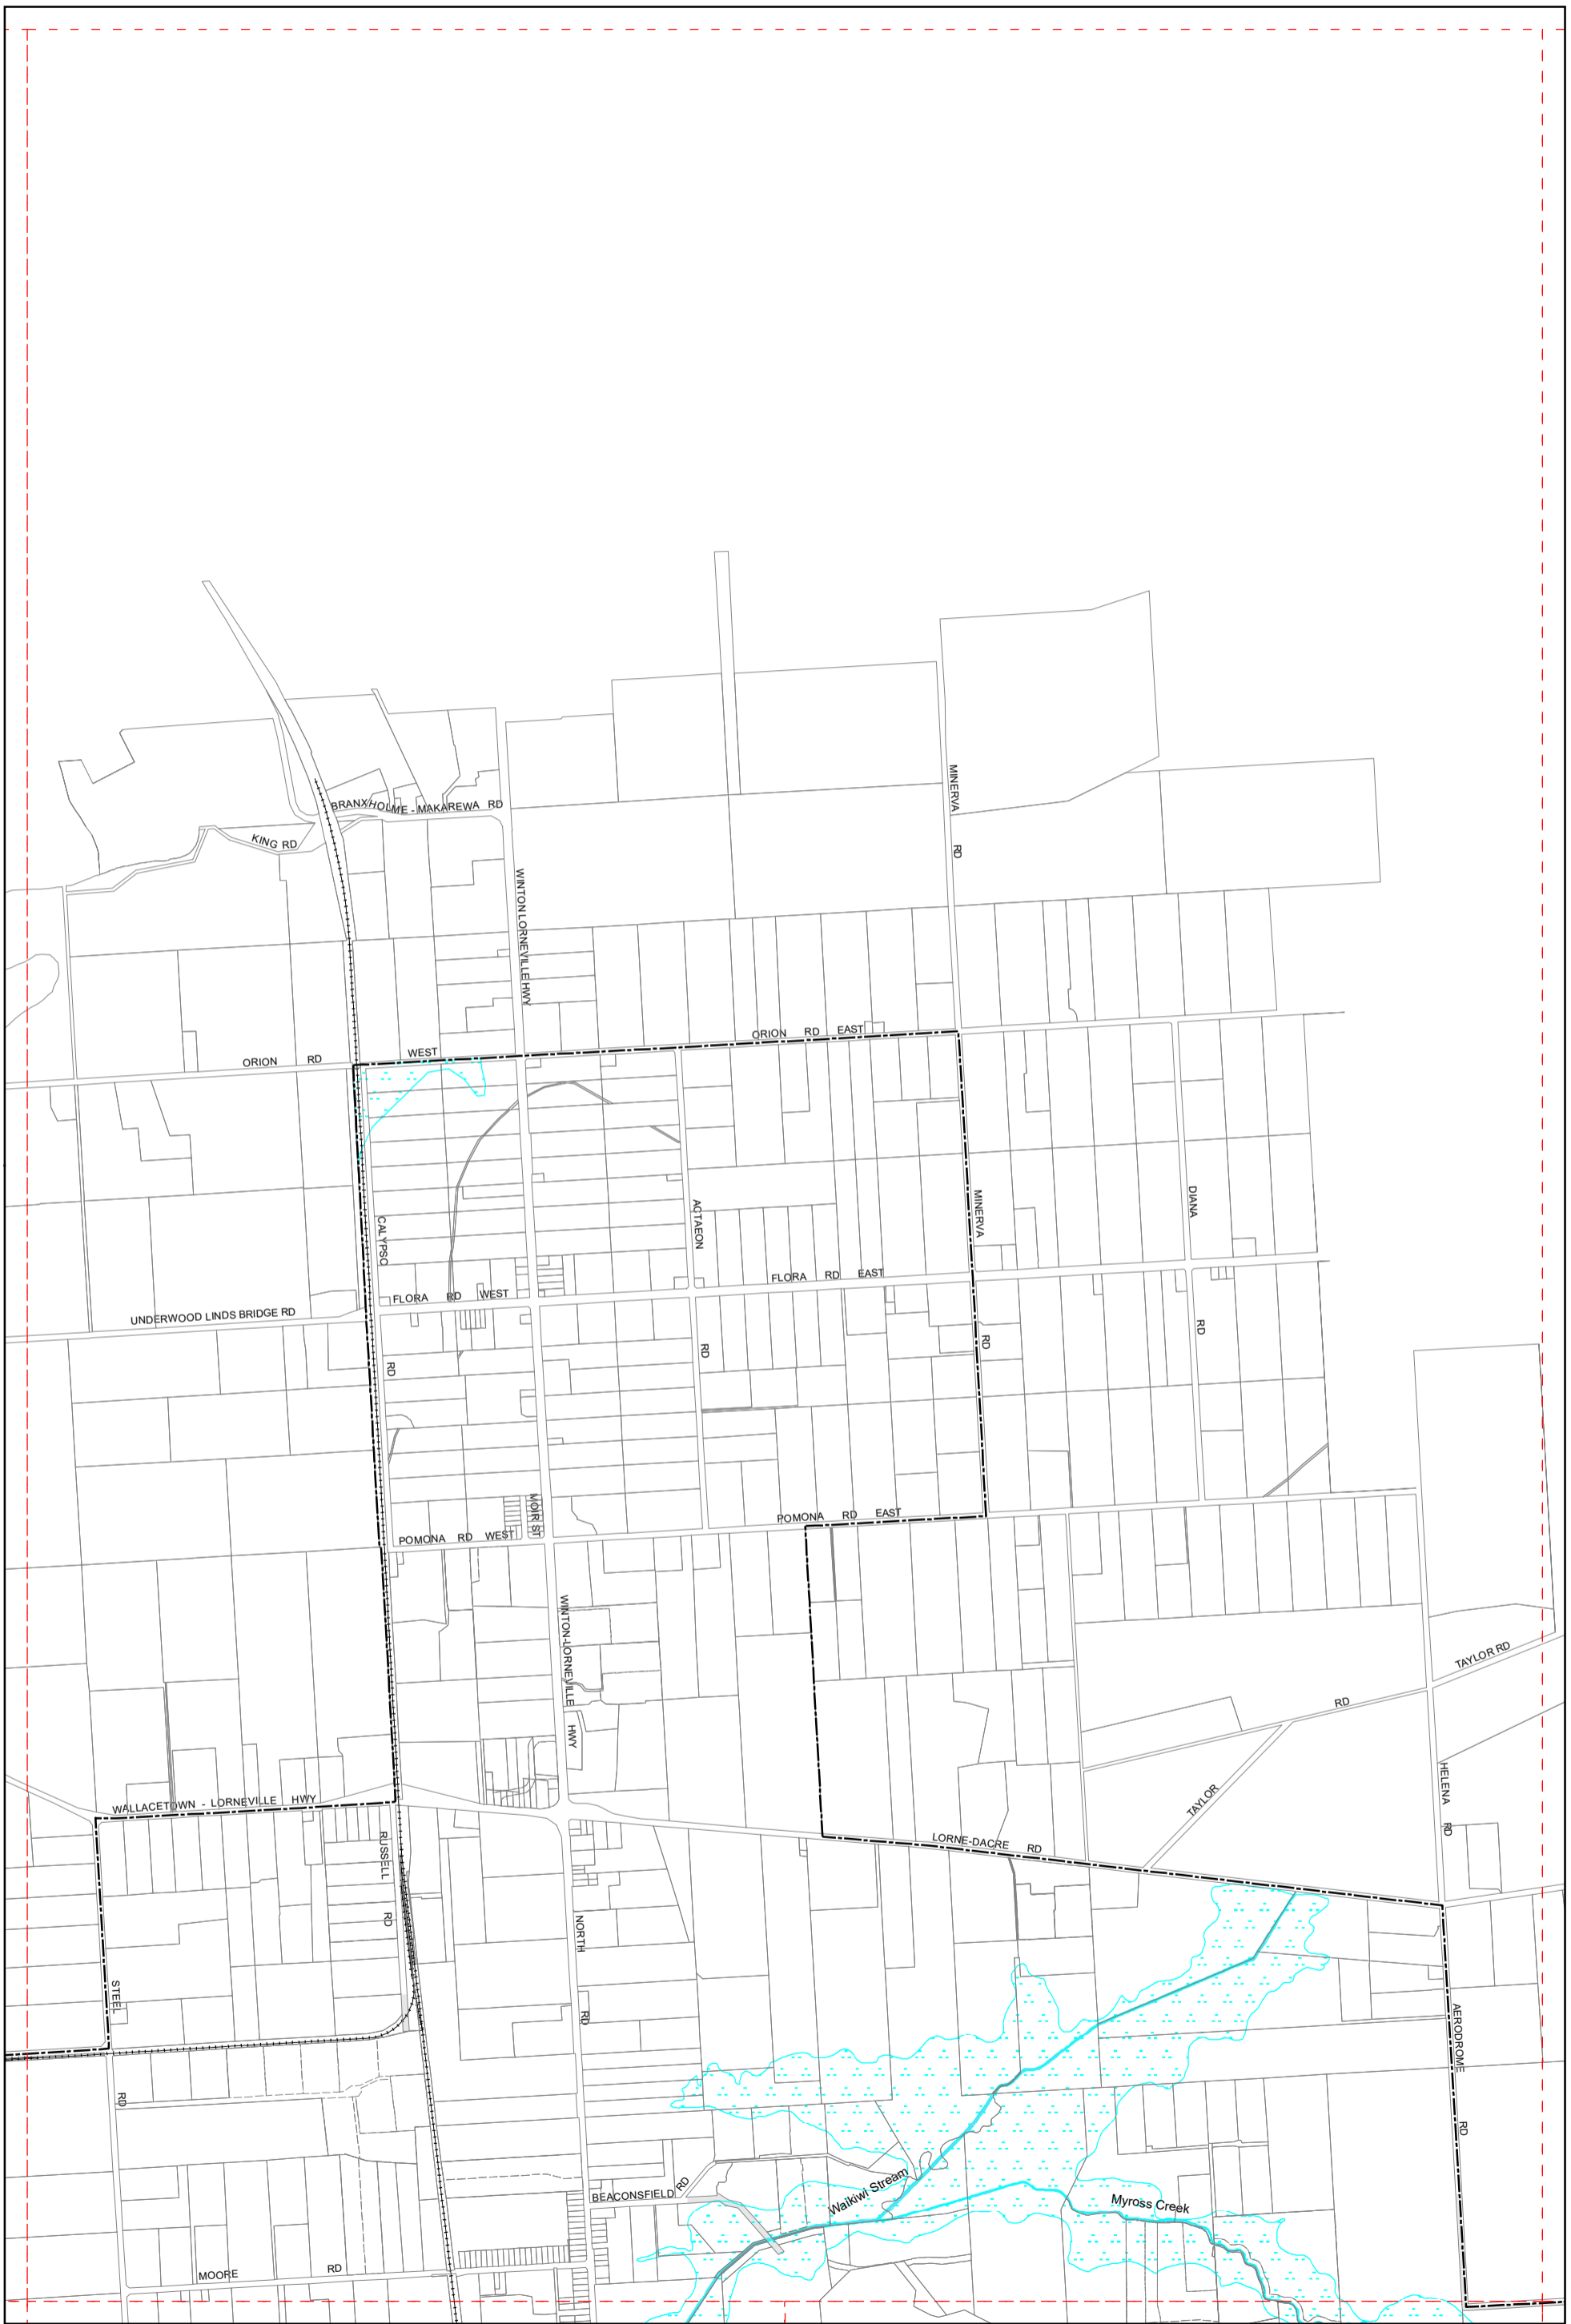 BRANXHOLME - MAKAREWA RD
KING RD
MINERVA
RD
WINTON LORNEVILLE HWY
ORION RD WEST
ORION RD EAST
CALYPSO
ACTAEON
MINERVA
DIANA
FLORA RD WEST
FLORA RD EAST
UNDERWOOD LINDS BRIDGE RD
RD
RD
RD
RD
MOIR ST
POMONA RD WEST
POMONA RD EAST
WINTON-LORNEVILLE HWY
TAYLOR RD
RD
TAYLOR
HELENA
RD
WALLACETOWN - LORNEVILLE HWY
RUSSELL
RD
LORNE-DACRE RD
NORTH
RD
STEEL
RD
AERODROME
RD
BEACONSFIELD RD
Waikiwi Stream
Myross Creek
MOORE RD